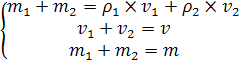 m₁ + m₂ = ρ₁ × v₁ + ρ₂ × v₂
v₁ + v₂ = v
m₁ + m₂ = m